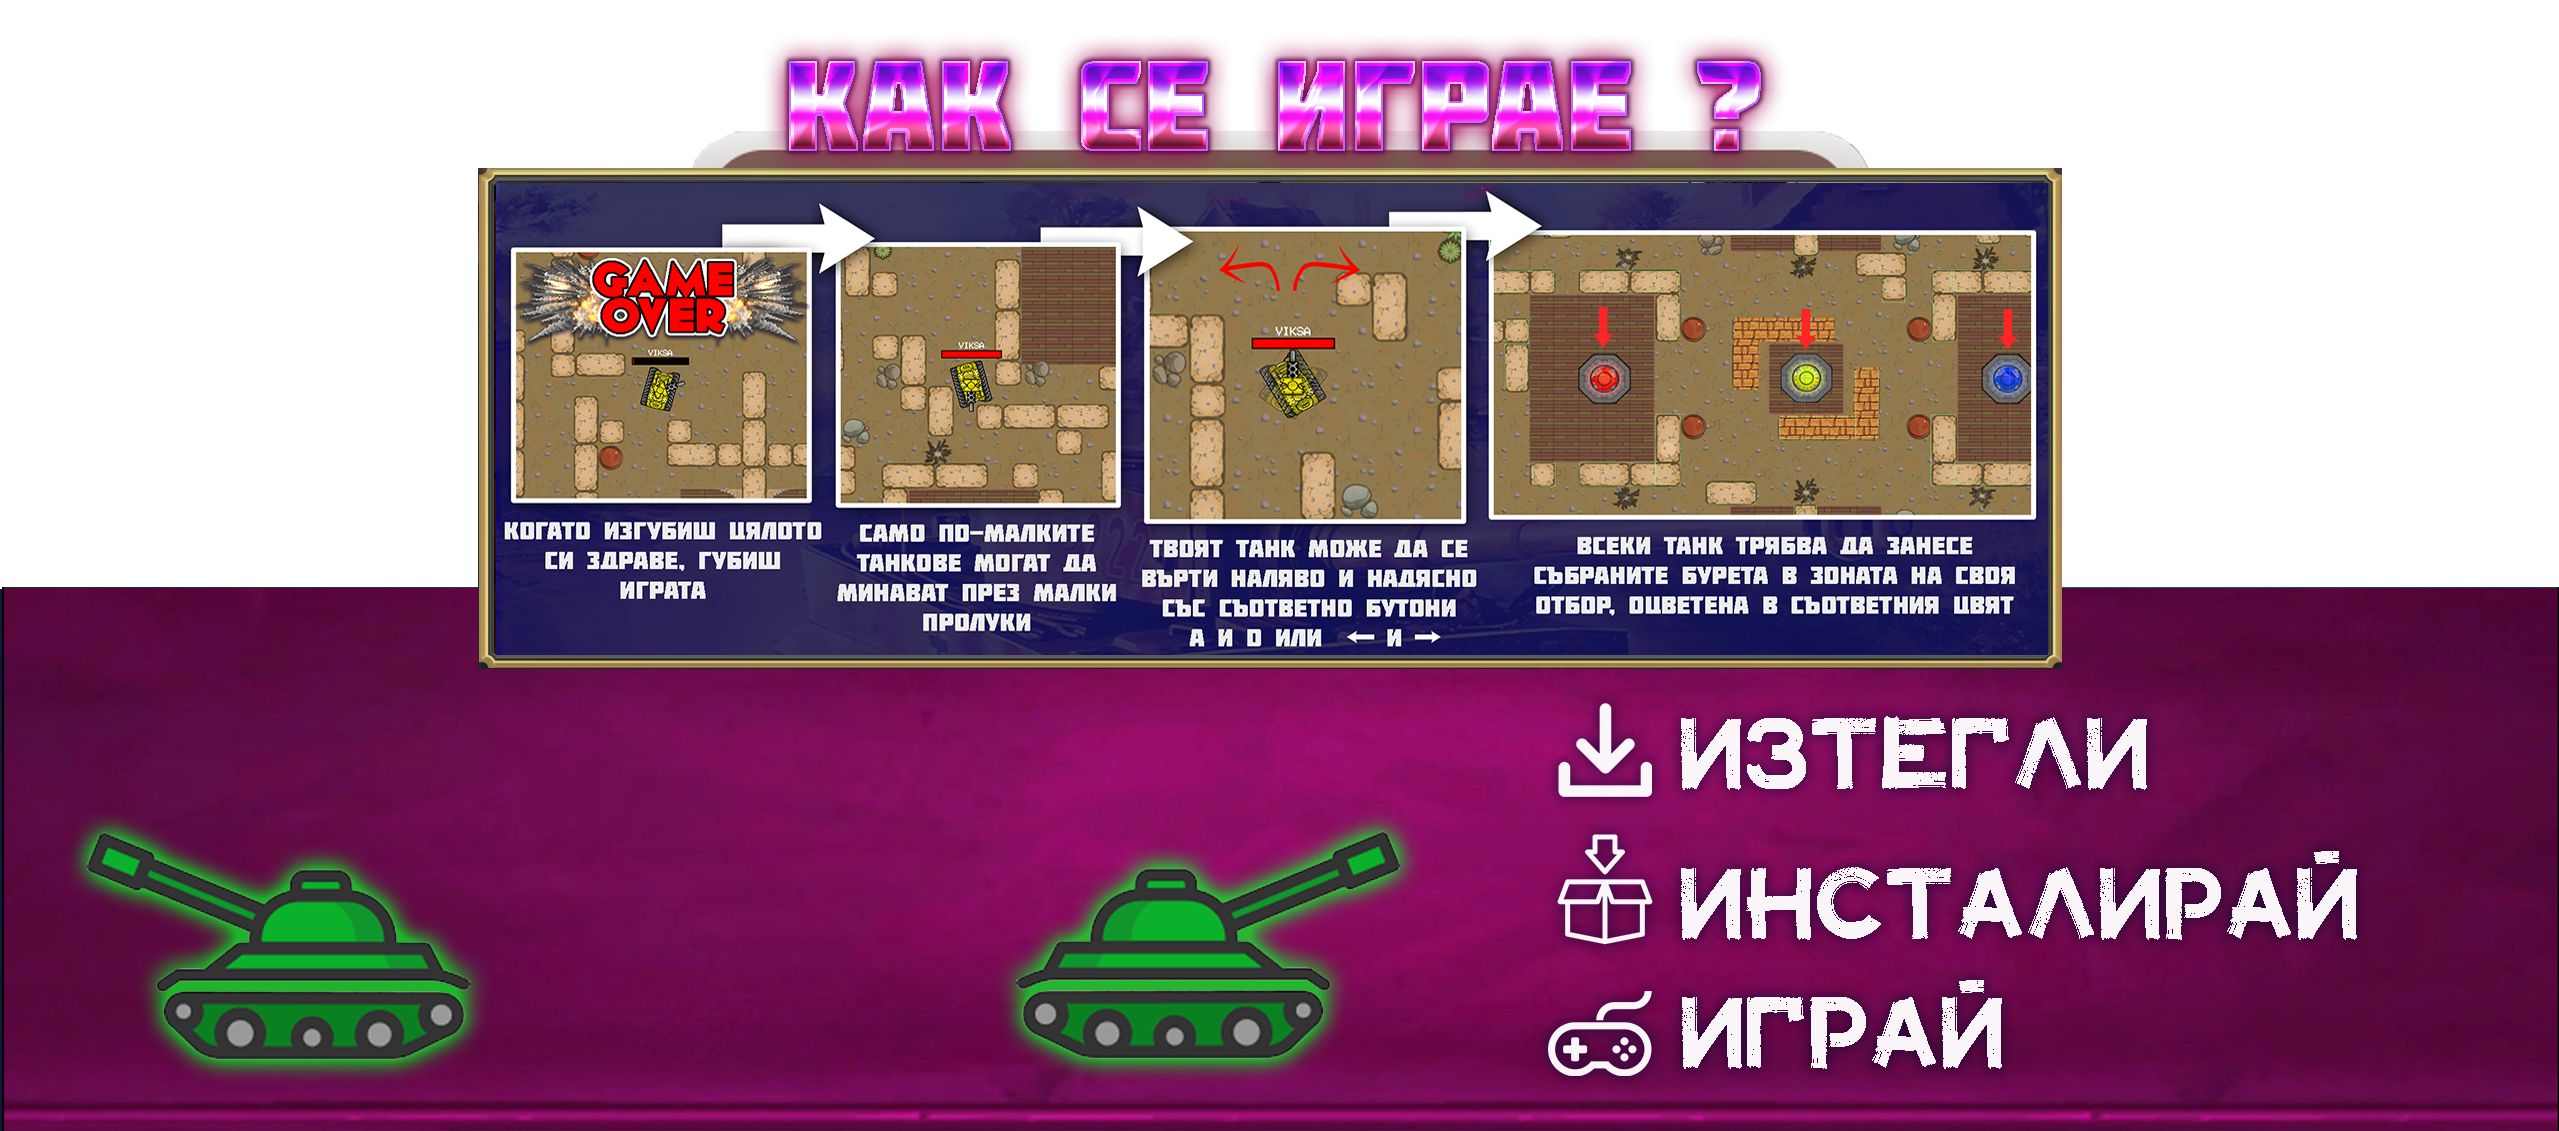 КАК СЕ ИГРАЕ ?
GAME
OVER
VIKSA
VIKSA
VIKSA
КОГАТО ИЗГУБИШ ЦЯЛОТО
СИ ЗДРАВЕ, ГУБИШ
ИГРАТА
САМО ПО-МАЛКИТЕ
ТАНКОВЕ МОГАТ ДА
МИНАВАТ ПРЕЗ МАЛКИ
ПРОЛУКИ
ТВОЯТ ТАНК МОЖЕ ДА СЕ
ВЪРТИ НАЛЯВО И НАДЯСНО
СЪС СЪОТВЕТНО БУТОНИ
A И D ИЛИ ← И →
ВСЕКИ ТАНК ТРЯБВА ДА ЗАНЕСЕ
СЪБРАНИТЕ БУРЕТА В ЗОНАТА НА СВОЯ
ОТБОР, ОЦВЕТЕНА В СЪОТВЕТНИЯ ЦВЯТ
ИЗТЕГЛИ
ИНСТАЛИРАЙ
ИГРАЙ